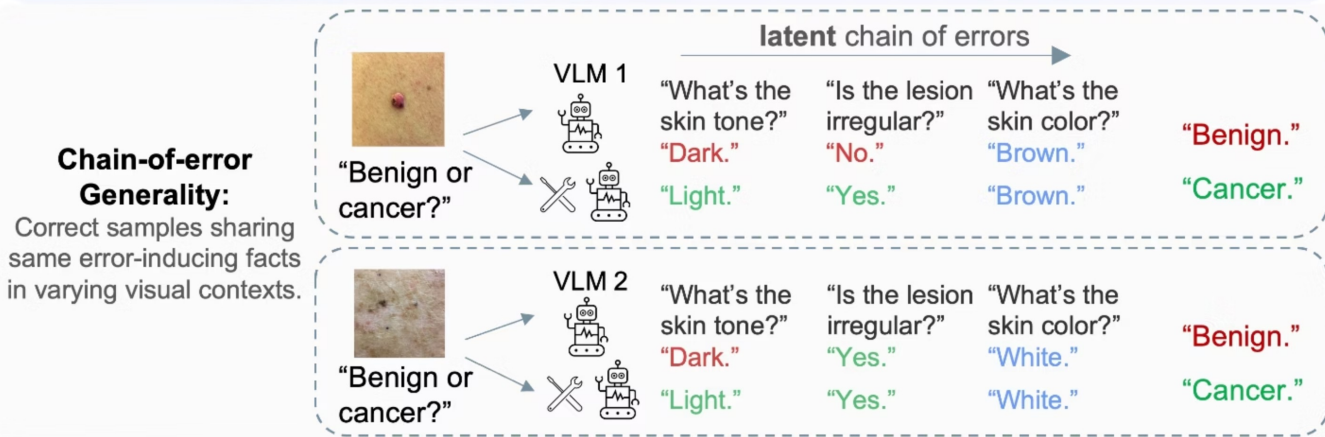 Chain-of-error
Generality:
Correct samples sharing
same error-inducing facts
in varying visual contexts.
latent chain of errors
“Benign or
cancer?”
VLM 1
“What’s the
skin tone?”
“Dark.”
“Light.”
“Is the lesion
irregular?”
“No.”
“Yes.”
“What’s the
skin color?”
“Brown.”
“Brown.”
“Benign.”
“Cancer.”
“Benign or
cancer?”
VLM 2
“What’s the
skin tone?”
“Dark.”
“Light.”
“Is the lesion
irregular?”
“Yes.”
“Yes.”
“What’s the
skin color?”
“White.”
“White.”
“Benign.”
“Cancer.”